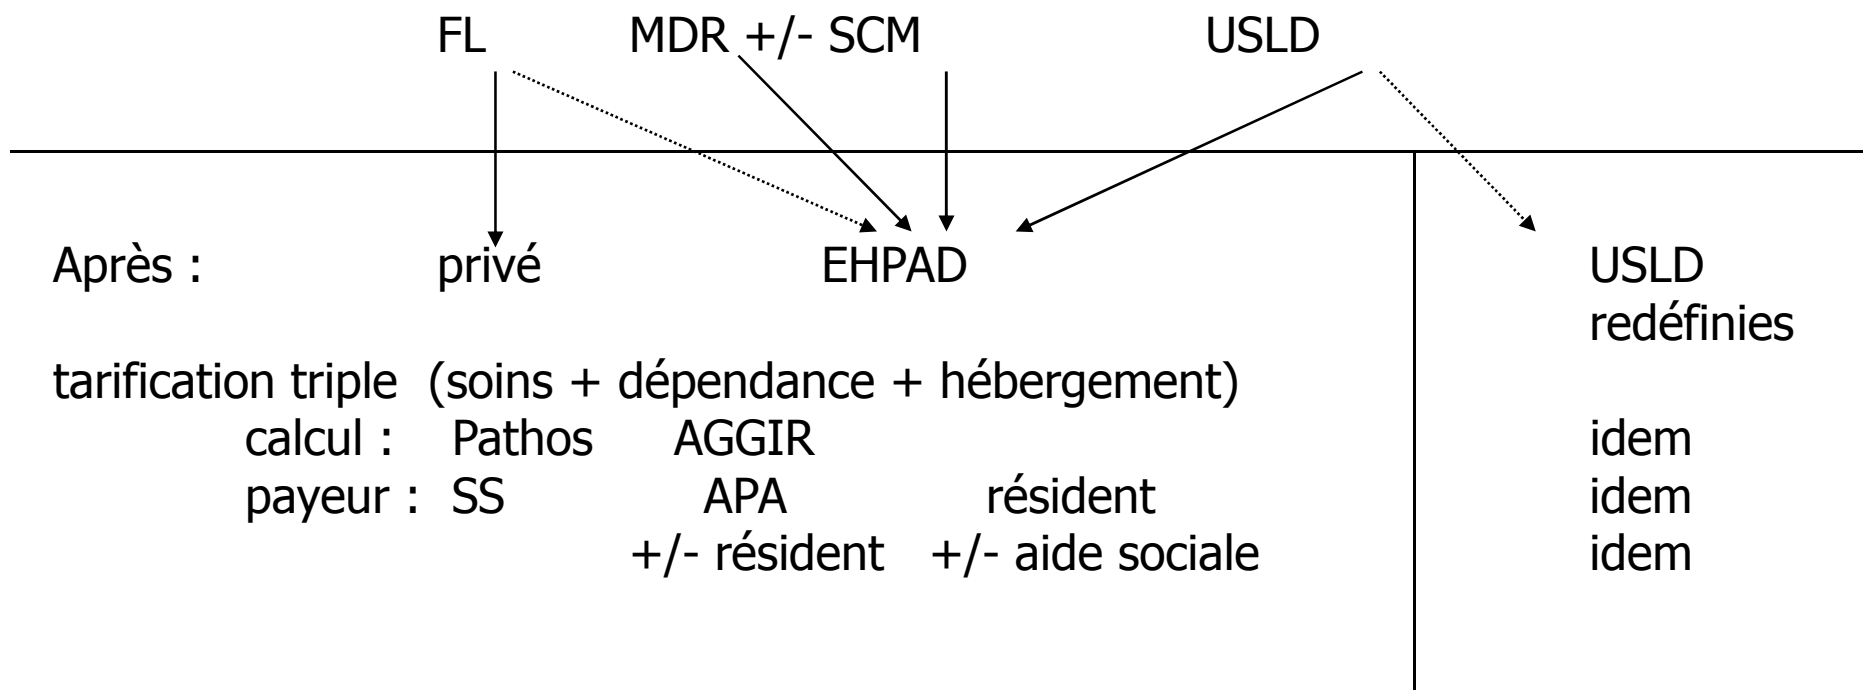 FL MDR +/- SCM USLD
Après : privé EHPAD USLD
redéfinies
tarification triple (soins + dépendance + hébergement)
calcul : Pathos AGGIR idem
payeur : SS APA résident idem
+/- résident +/- aide sociale idem